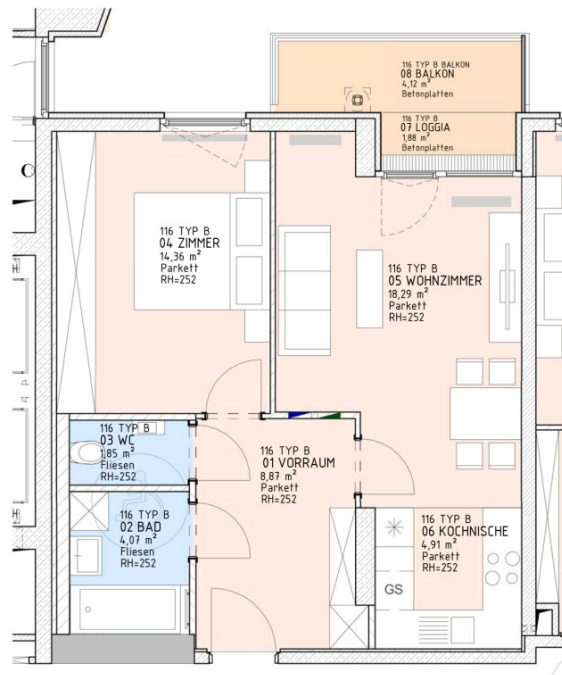 116 TYP B BALKON
08 BALKON
4,12 m²
Betonplatten
116 TYP B
07 LOGGIA
1,88 m²
Betonplatten
116 TYP B
04 ZIMMER
14,36 m²
Parkett
RH=252
116 TYP B
05 WOHNZIMMER
18,29 m²
Parkett
RH=252
116 TYP B
03 WC
1,85 m²
Fliesen
RH=252
116 TYP B
01 VORRAUM
8,87 m²
Parkett
RH=252
116 TYP B
02 BAD
4,07 m²
Fliesen
RH=252
116 TYP B
06 KOCHNISCHE
4,91 m²
Parkett
RH=252
GS